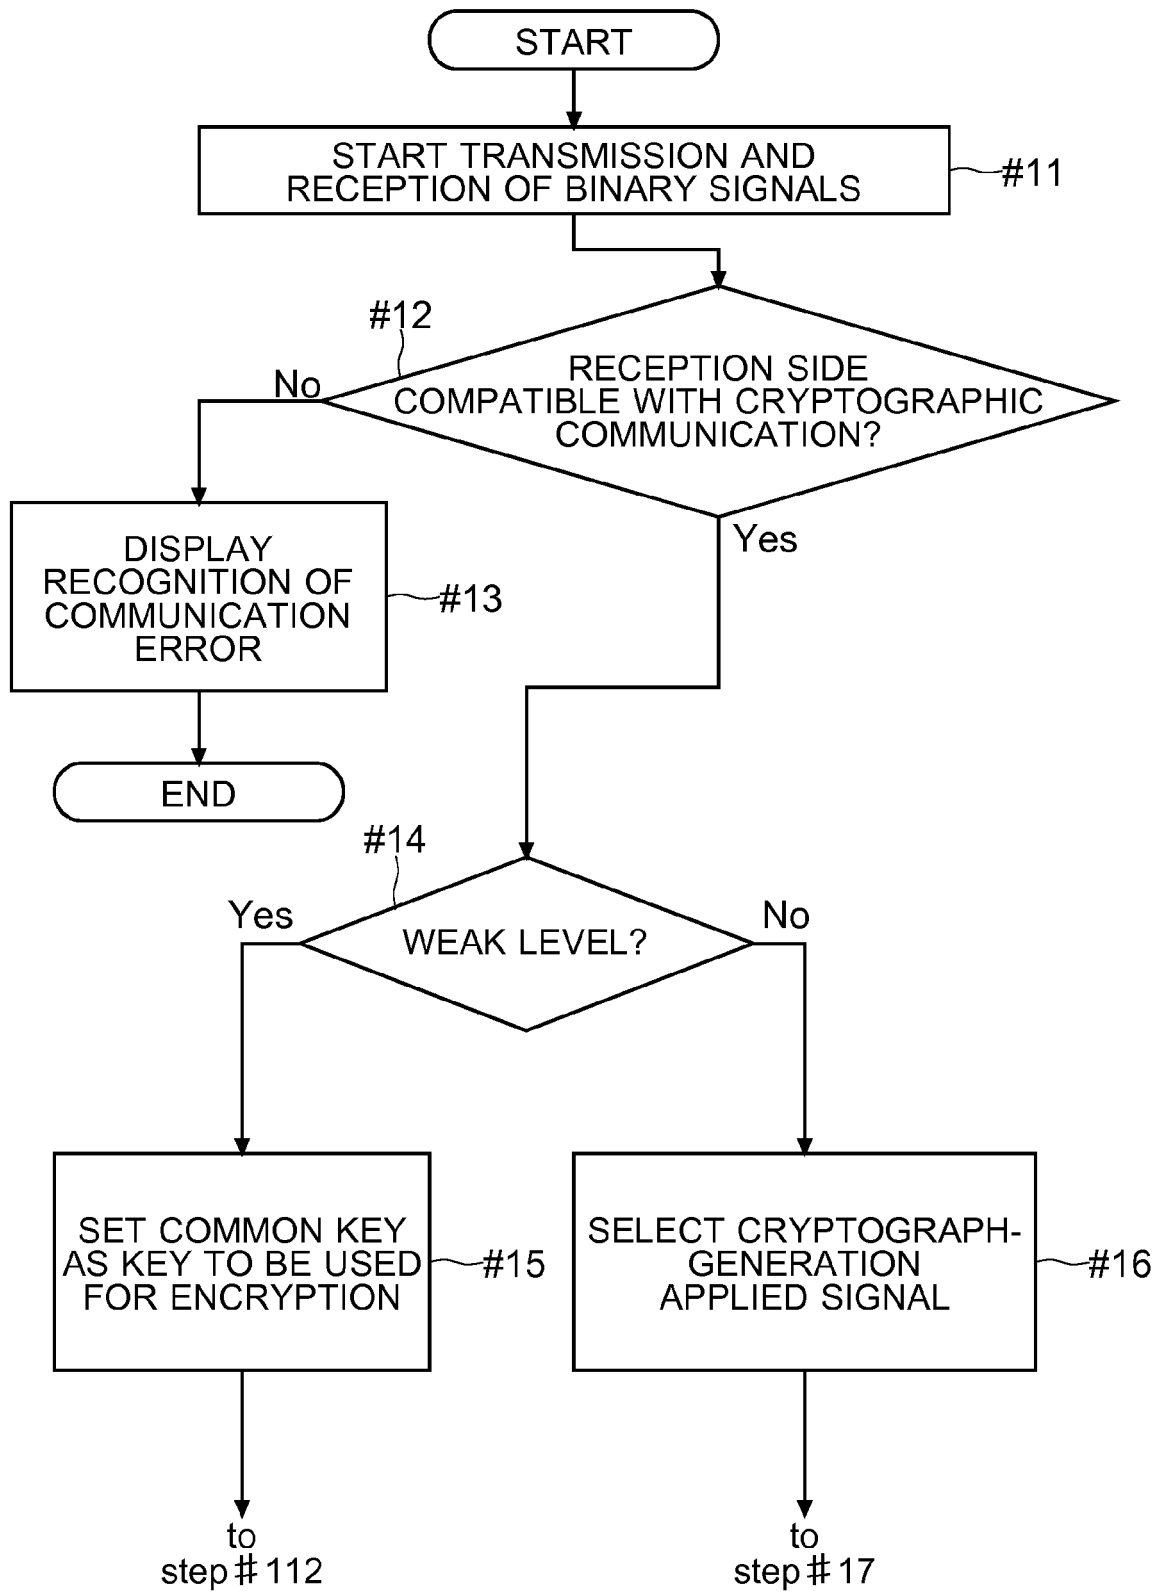 START
START TRANSMISSION AND
RECEPTION OF BINARY SIGNALS
#11
#12
RECEPTION SIDE
COMPATIBLE WITH CRYPTOGRAPHIC
COMMUNICATION?
No
Yes
DISPLAY
RECOGNITION OF
COMMUNICATION
ERROR
#13
END
#14
Yes
WEAK LEVEL?
No
SET COMMON KEY
AS KEY TO BE USED
FOR ENCRYPTION
#15
SELECT CRYPTOGRAPH-
GENERATION
APPLIED SIGNAL
#16
to
step♯112
to
step♯17